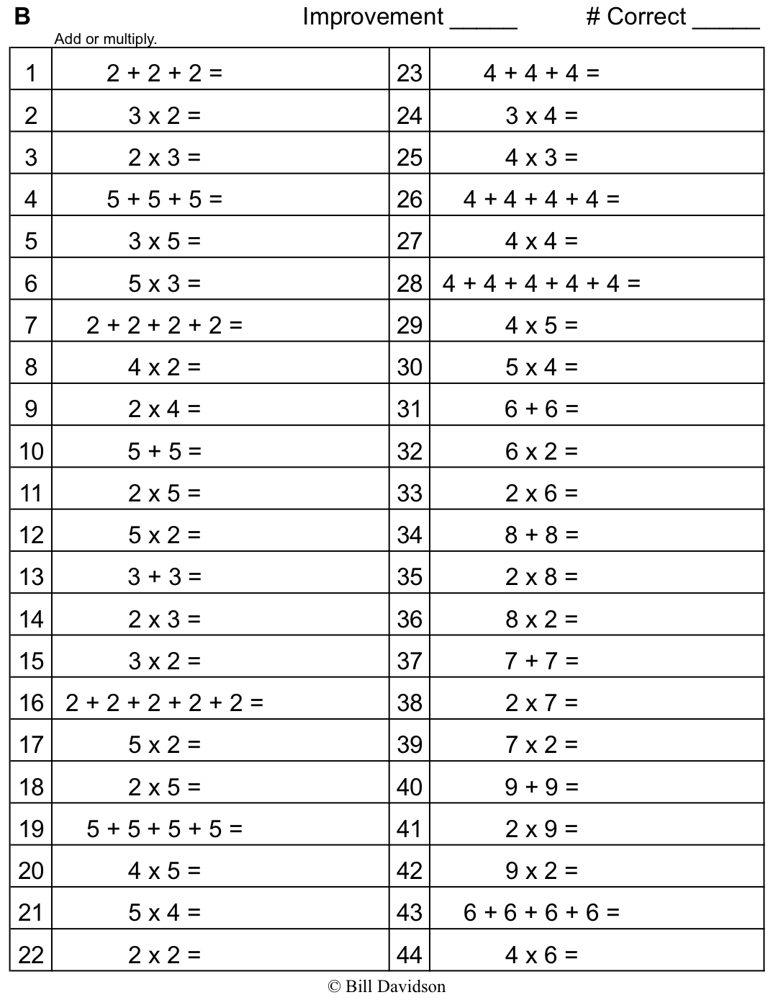 B Improvement _____ # Correct _____
Add or multiply.
1 2 + 2 + 2 = 23 4 + 4 + 4 =
2 3 x 2 = 24 3 x 4 =
3 2 x 3 = 25 4 x 3 =
4 5 + 5 + 5 = 26 4 + 4 + 4 + 4 =
5 3 x 5 = 27 4 x 4 =
6 5 x 3 = 28 4 + 4 + 4 + 4 + 4 =
7 2 + 2 + 2 + 2 = 29 4 x 5 =
8 4 x 2 = 30 5 x 4 =
9 2 x 4 = 31 6 + 6 =
10 5 + 5 = 32 6 x 2 =
11 2 x 5 = 33 2 x 6 =
12 5 x 2 = 34 8 + 8 =
13 3 + 3 = 35 2 x 8 =
14 2 x 3 = 36 8 x 2 =
15 3 x 2 = 37 7 + 7 =
16 2 + 2 + 2 + 2 + 2 = 38 2 x 7 =
17 5 x 2 = 39 7 x 2 =
18 2 x 5 = 40 9 + 9 =
19 5 + 5 + 5 + 5 = 41 2 x 9 =
20 4 x 5 = 42 9 x 2 =
21 5 x 4 = 43 6 + 6 + 6 + 6 =
22 2 x 2 = 44 4 x 6 =
© Bill Davidson